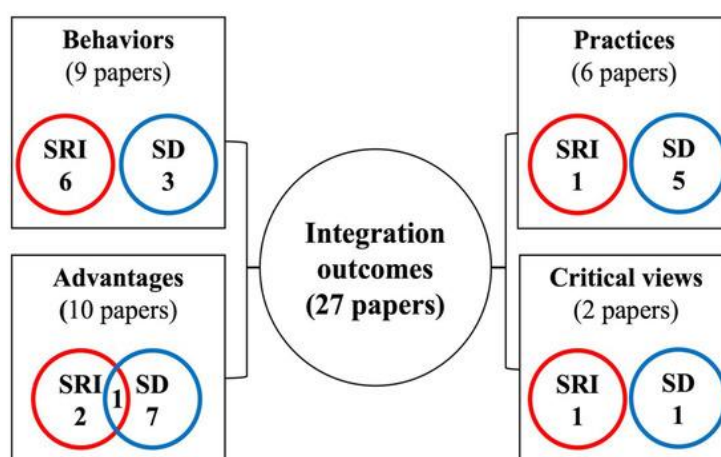 Behaviors
(9 papers)
SRI
6
SD
3
Advantages
(10 papers)
SRI
2
1
SD
7
Integration
outcomes
(27 papers)
Practices
(6 papers)
SRI
1
SD
5
Critical views
(2 papers)
SRI
1
SD
1